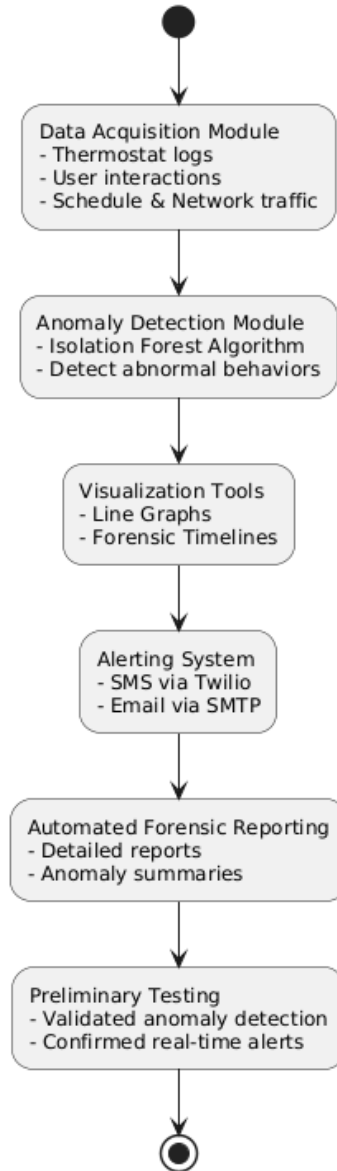 Data Acquisition Module
- Thermostat logs
- User interactions
- Schedule & Network traffic
Anomaly Detection Module
- Isolation Forest Algorithm
- Detect abnormal behaviors
Visualization Tools
- Line Graphs
- Forensic Timelines
Alerting System
- SMS via Twilio
- Email via SMTP
Automated Forensic Reporting
- Detailed reports
- Anomaly summaries
Preliminary Testing
- Validated anomaly detection
- Confirmed real-time alerts